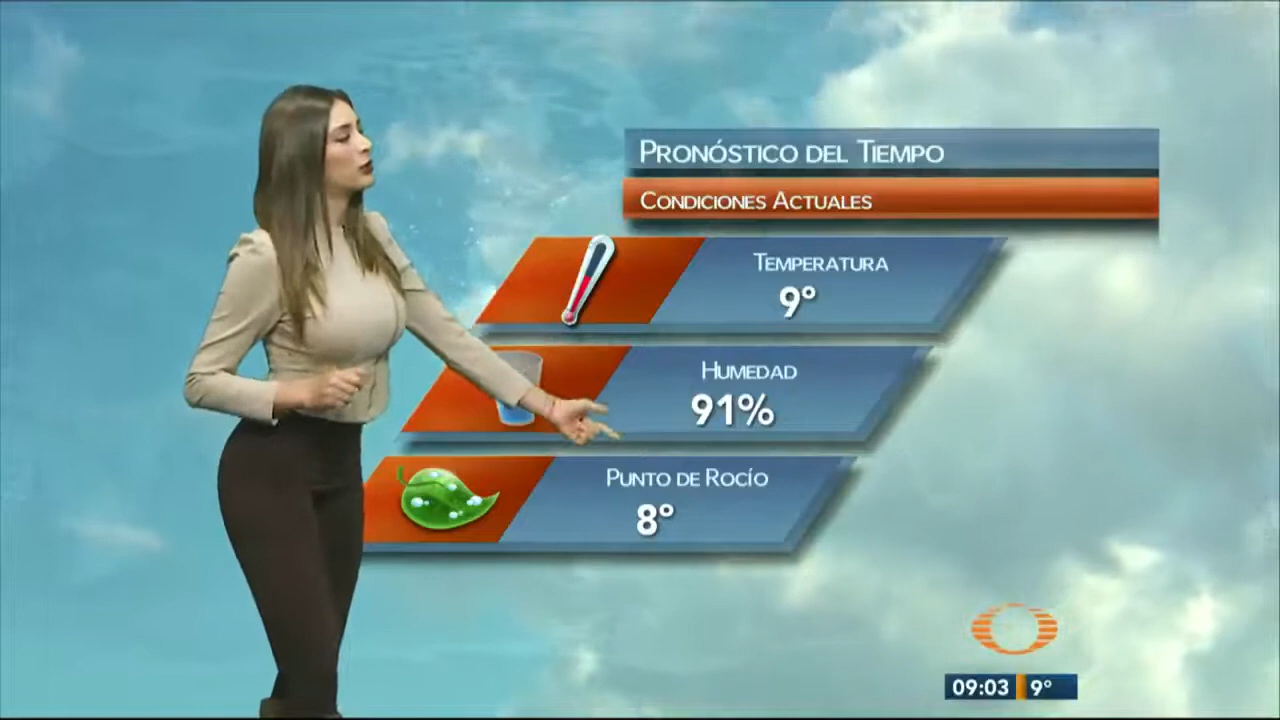 PRONÓSTICO DEL TIEMPO
CONDICIONES ACTUALES
TEMPERATURA
9°
HUMEDAD
91%
PUNTO DE ROCÍO
8°
09:03 9°